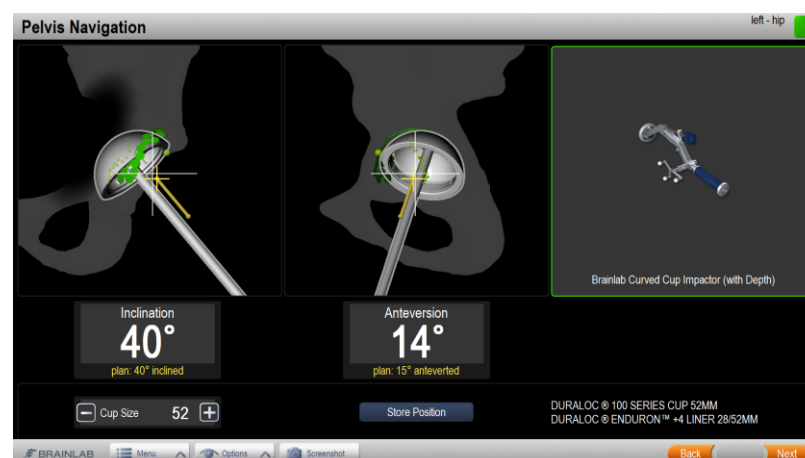 Pelvis Navigation
left - hip
Brainlab Curved Cup Impactor (with Depth)
Inclination
40°
plan: 40° inclined
Anteversion
14°
plan: 15° anteverted
Cup Size 52
Store Position
DURALOC ® 100 SERIES CUP 52MM
DURALOC ® ENDURON™ +4 LINER 28/52MM
BRAINLAB Menu Options Screenshot Back Next